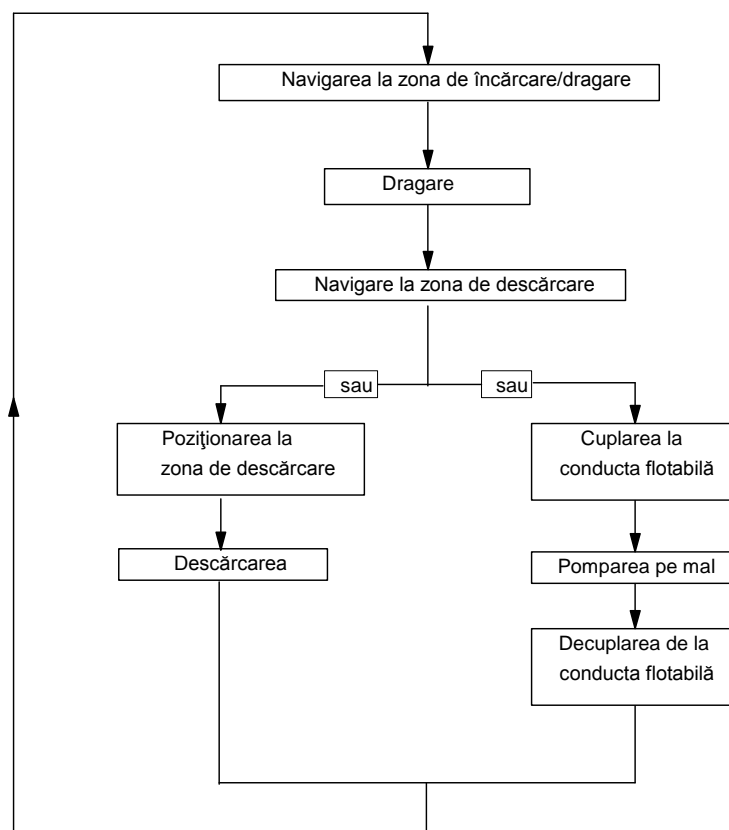 Navigarea la zona de încărcare/dragare
Dragare
Navigare la zona de descărcare
sau
sau
Poziţionarea la
zona de descărcare
Descărcarea
Cuplarea la
conducta flotabilă
Pomparea pe mal
Decuplarea de la
conducta flotabilă